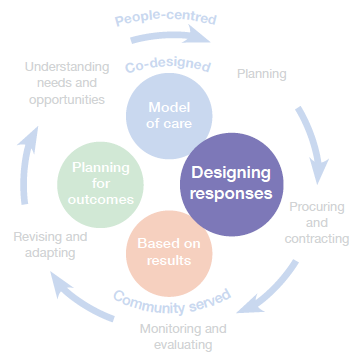 People-centred
Co-designed
Understanding
needs and
opportunities
Planning
Model
of care
Planning
for
outcomes
Designing
responses
Procuring
and
contracting
Revising and
adapting
Based on
results
Community served
Monitoring and
evaluating